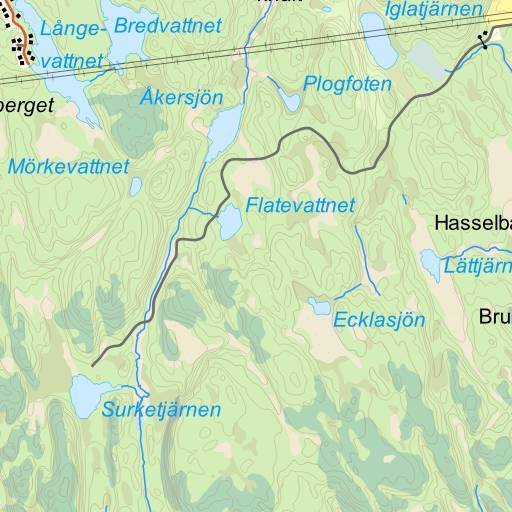 Iglatjärnen
Långe-
vattnet
Bredvattnet
Plogfoten
Åkersjön
berget
Mörkevattnet
Flatevattnet
Hasselba
Lättjärn
Ecklasjön
Bru
Surketjärnen